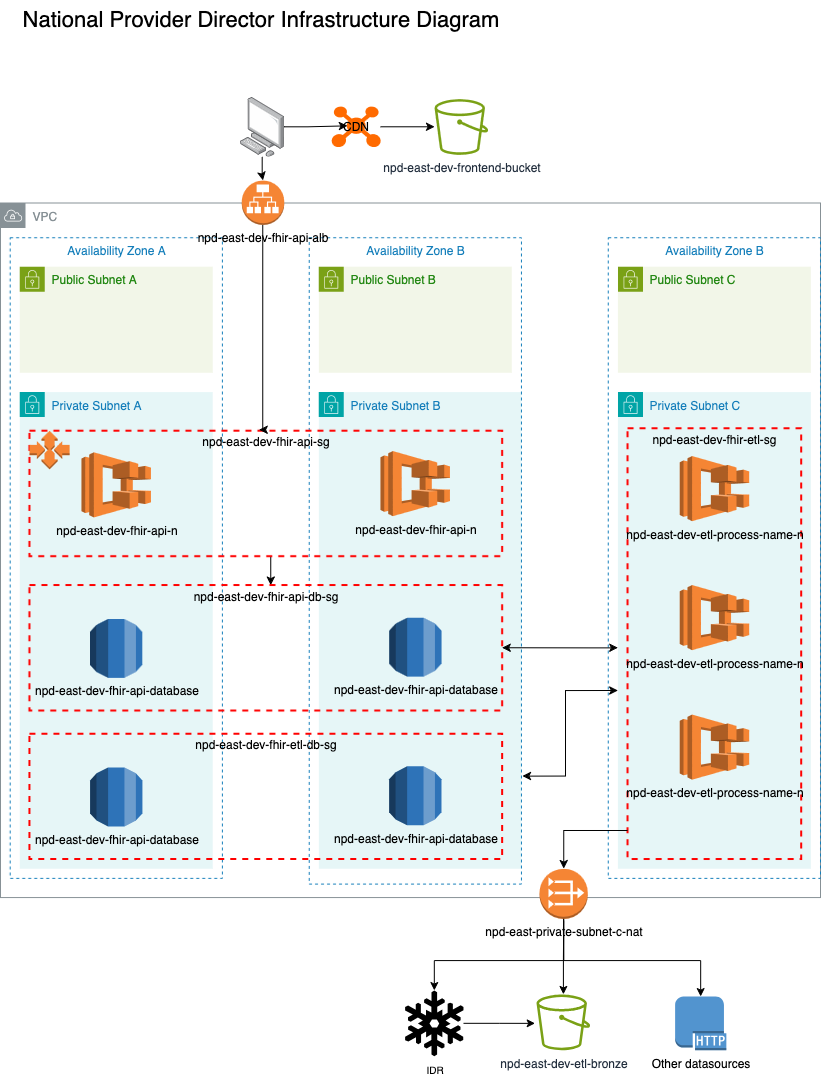 National Provider Director Infrastructure Diagram
CDN
npd-east-dev-frontend-bucket
VPC
npd-east-dev-fhir-api-alb
Availability Zone A
Availability Zone B
Availability Zone B
Public Subnet A
Public Subnet B
Public Subnet C
Private Subnet A
Private Subnet B
Private Subnet C
npd-east-dev-fhir-api-sg
npd-east-dev-fhir-etl-sg
npd-east-dev-fhir-api-n
npd-east-dev-fhir-api-n
npd-east-dev-etl-process-name-n
npd-east-dev-fhir-api-db-sg
npd-east-dev-etl-process-name-n
npd-east-dev-fhir-api-database
npd-east-dev-fhir-api-database
npd-east-dev-fhir-etl-db-sg
npd-east-dev-etl-process-name-n
npd-east-dev-fhir-api-database
npd-east-dev-fhir-api-database
npd-east-private-subnet-c-nat
HTTP
IDR
npd-east-dev-etl-bronze
Other datasources